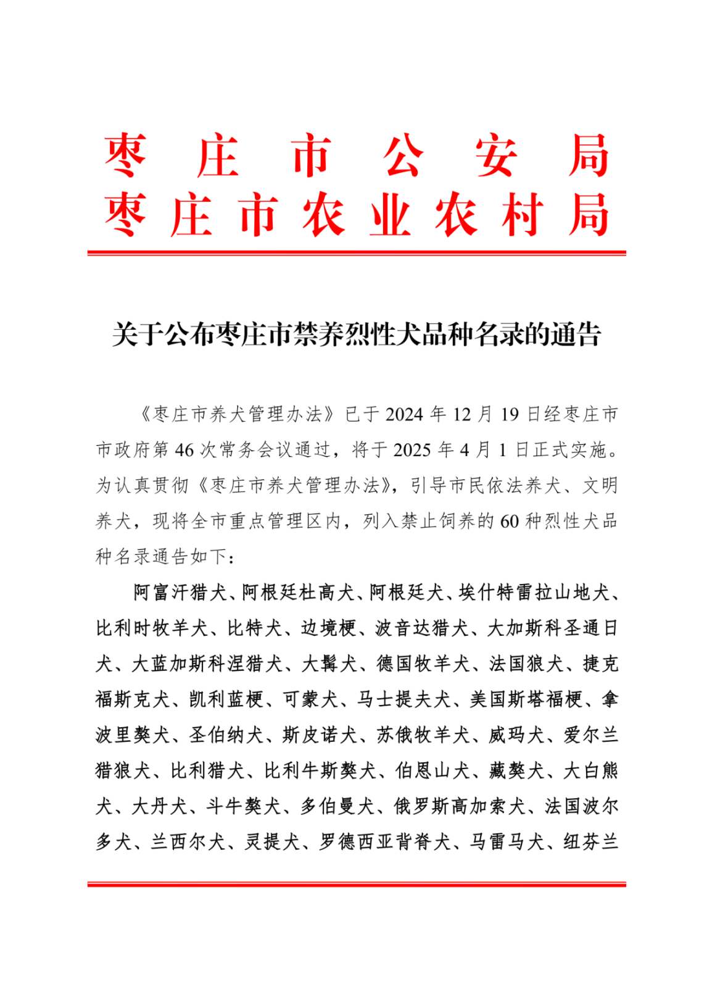 枣庄市公安局
枣庄市农业农村局
关于公布枣庄市禁养烈性犬品种名录的通告
《枣庄市养犬管理办法》已于 2024 年 12 月 19 日经枣庄市
市政府第 46 次常务会议通过，将于 2025 年 4 月 1 日正式实施。
为认真贯彻《枣庄市养犬管理办法》，引导市民依法养犬、文明
养犬，现将全市重点管理区内，列入禁止饲养的 60 种烈性犬品
种名录通告如下：
阿富汗猎犬、阿根廷杜高犬、阿根廷犬、埃什特雷拉山地犬、
比利时牧羊犬、比特犬、边境梗、波音达猎犬、大加斯科圣通日
犬、大蓝加斯科涅猎犬、大髯犬、德国牧羊犬、法国狼犬、捷克
福斯克犬、凯利蓝梗、可蒙犬、马士提夫犬、美国斯塔福梗、拿
波里獒犬、圣伯纳犬、斯皮诺犬、苏俄牧羊犬、威玛犬、爱尔兰
猎狼犬、比利猎犬、比利牛斯獒犬、伯恩山犬、藏獒犬、大白熊
犬、大丹犬、斗牛獒犬、多伯曼犬、俄罗斯高加索犬、法国波尔
多犬、兰西尔犬、灵提犬、罗德西亚背脊犬、马雷马犬、纽芬兰